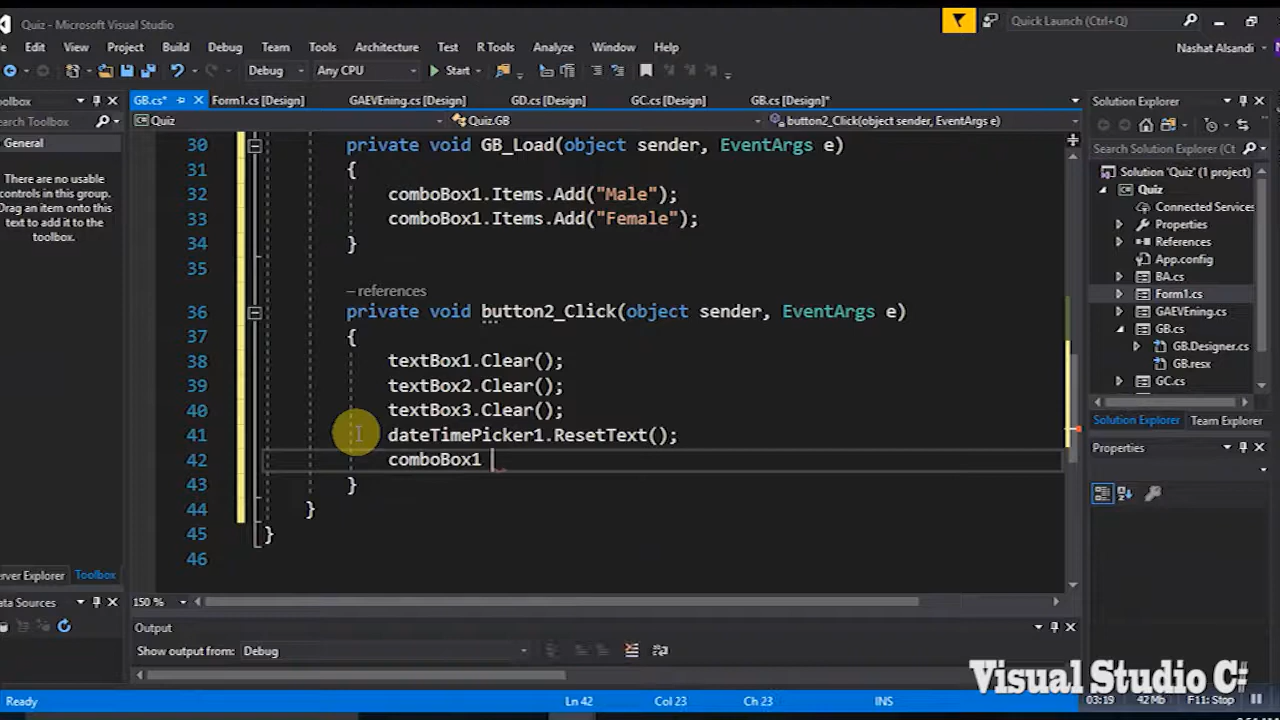 Quiz - Microsoft Visual Studio
Quick Launch (Ctrl+Q)
Edit View Project Build Debug Team Tools Architecture Test R Tools Analyze Window Help
Nashat Alsandi
Debug Any CPU Start
GB.cs* Form1.cs [Design] GAEVEning.cs [Design] GD.cs [Design] GC.cs [Design] GB.cs [Design]*
Quiz Quiz.GB button2_Click(object sender, EventArgs e)
General
There are no usable
controls in this group.
Drag an item onto this
text to add it to the
toolbox.
30 private void GB_Load(object sender, EventArgs e)
31 {
32 comboBox1.Items.Add("Male");
33 comboBox1.Items.Add("Female");
34 }
35
– references
36 private void button2_Click(object sender, EventArgs e)
37 {
38 textBox1.Clear();
39 textBox2.Clear();
40 textBox3.Clear();
41 dateTimePicker1.ResetText();
42 comboBox1
43 }
44 }
45 }
46
150 %
Output
Show output from: Debug
Toolbox
Solution Explorer
Search Solution Explorer (Ct
Solution 'Quiz' (1 project)
Quiz
Connected Services
Properties
References
App.config
BA.cs
Form1.cs
GAEVEning.cs
GB.cs
GB.Designer.cs
GB.resx
GC.cs
Solution Explorer Team Explorer
Properties
Visual Studio C#
Ready Ln 42 Col 23 Ch 23 INS
03:19 42 Mb F11: Stop